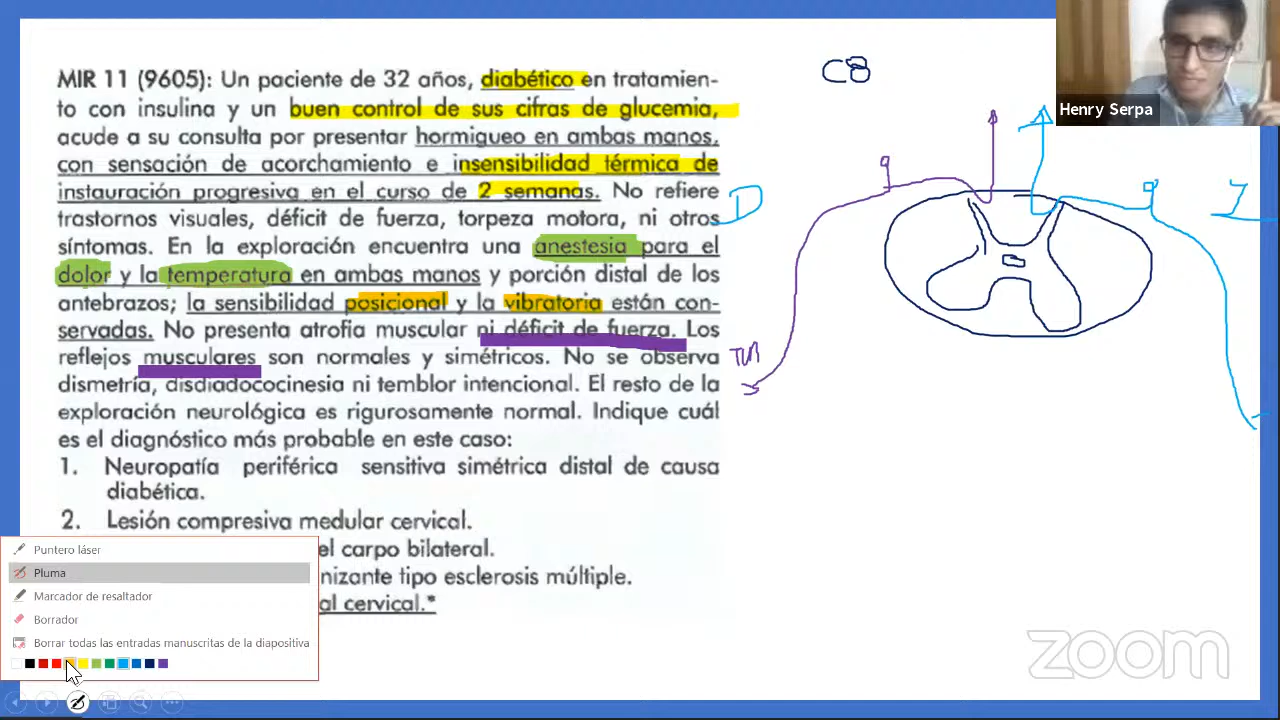 MIR 11 (9605): Un paciente de 32 años, diabético en tratamien-
to con insulina y un buen control de sus cifras de glucemia,
acude a su consulta por presentar hormigueo en ambas manos,
con sensación de acorchamiento e insensibilidad térmica de
instauración progresiva en el curso de 2 semanas. No refiere
trastornos visuales, déficit de fuerza, torpeza motora, ni otros
síntomas. En la exploración encuentra una anestesia para el
dolor y la temperatura en ambas manos y porción distal de los
antebrazos; la sensibilidad posicional y la vibratoria están con-
servadas. No presenta atrofia muscular ni déficit de fuerza. Los
reflejos musculares son normales y simétricos. No se observa
dismetría, disdiadococinesia ni temblor intencional. El resto de la
exploración neurológica es rigurosamente normal. Indique cuál
es el diagnóstico más probable en este caso:
1. Neuropatía periférica sensitiva simétrica distal de causa
diabética.
2. Lesión compresiva medular cervical.
el carpo bilateral.
nizante tipo esclerosis múltiple.
al cervical.*
Puntero láser
Pluma
Marcador de resaltador
Borrador
Borrar todas las entradas manuscritas de la diapositiva
C8
Henry Serpa
D
I
zoom